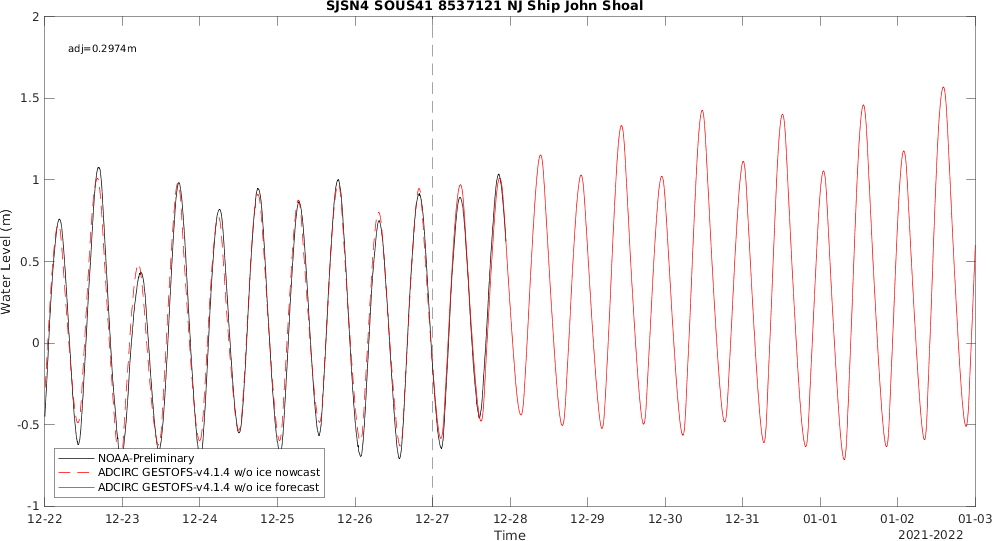 SJSN4 SOUS41 8537121 NJ Ship John Shoal
adj=0.2974m
2
1.5
1
0.5
0
-0.5
-1
Water Level (m)
NOAA-Preliminary
ADCIRC GESTOFS-v4.1.4 w/o ice nowcast
ADCIRC GESTOFS-v4.1.4 w/o ice forecast
12-22 12-23 12-24 12-25 12-26 12-27 12-28 12-29 12-30 12-31 01-01 01-02 01-03
Time
2021-2022